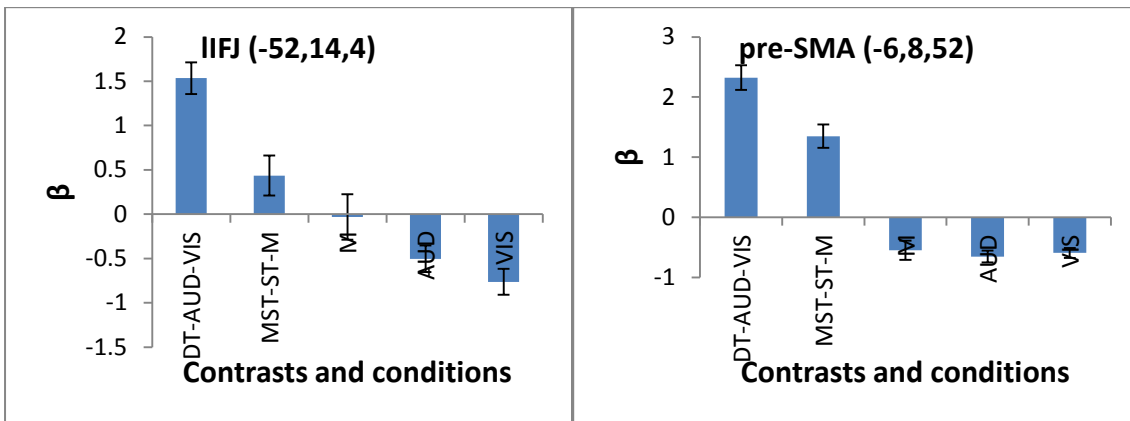 lIFJ (-52,14,4)
2
1.5
1
0.5
0
-0.5
-1
-1.5
β
DT-AUD-VIS
MST-ST-M
M
AUD
VIS
Contrasts and conditions
pre-SMA (-6,8,52)
3
2
1
0
-1
β
DT-AUD-VIS
MST-ST-M
M
AUD
VIS
Contrasts and conditions